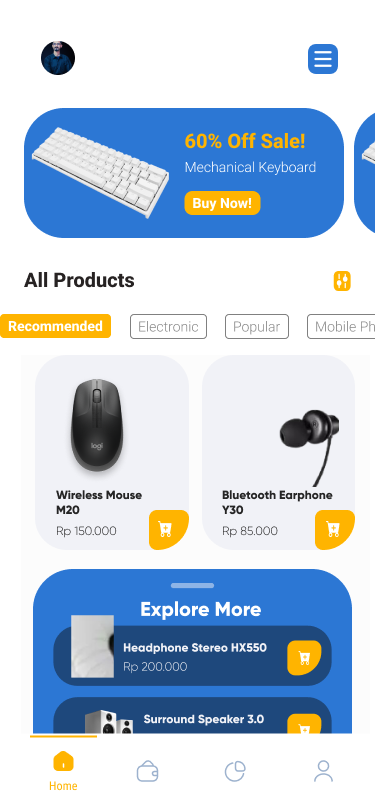 60% Off Sale!
Mechanical Keyboard
Buy Now!
All Products
Recommended
Electronic
Popular
Mobile Ph
logi
Wireless Mouse
M20
Rp 150.000
Bluetooth Earphone
Y30
Rp 85.000
Explore More
Headphone Stereo HX550
Rp 200.000
Surround Speaker 3.0
Home